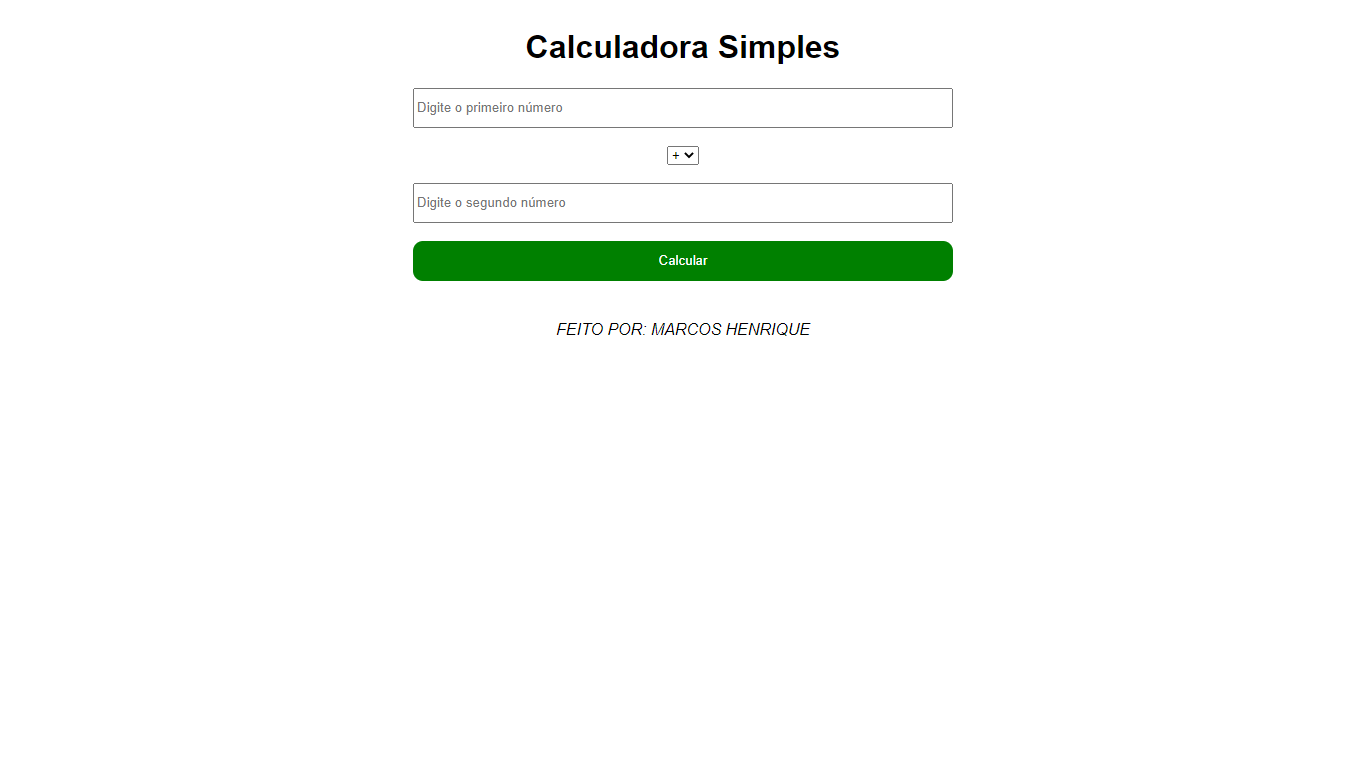 Calculadora Simples
Digite o primeiro número
+
Digite o segundo número
Calcular
FEITO POR: MARCOS HENRIQUE